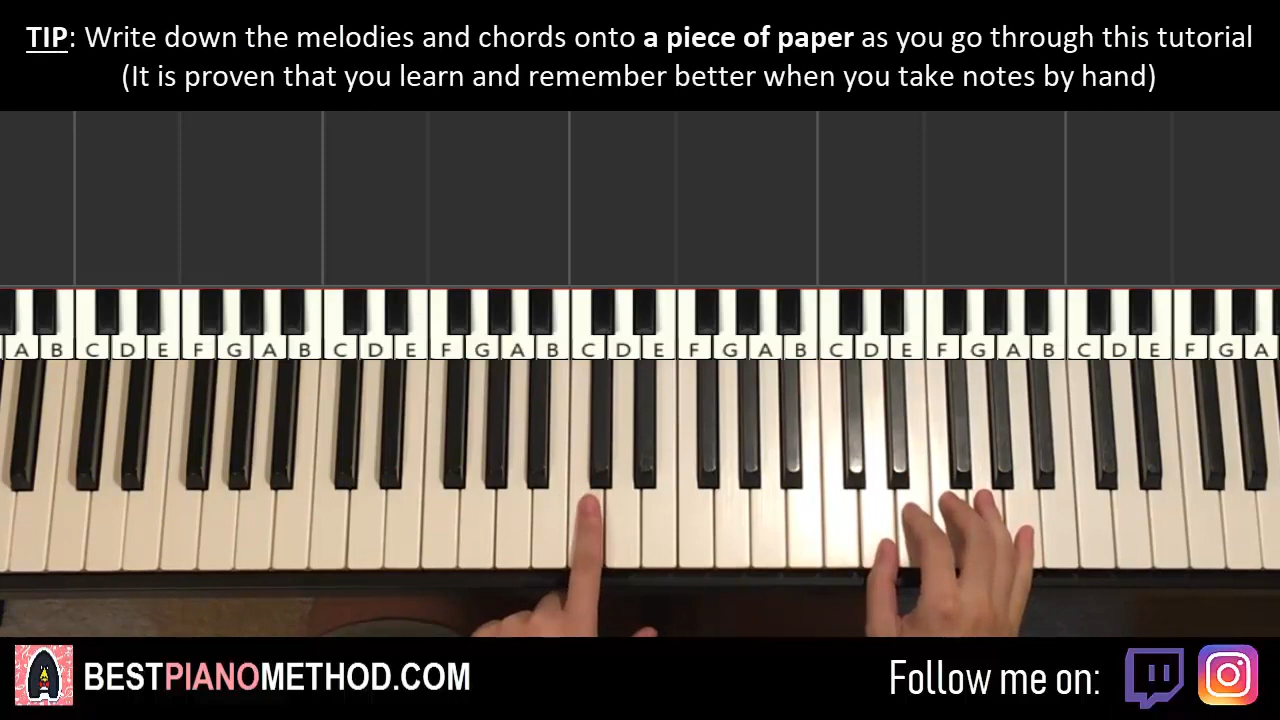 TIP: Write down the melodies and chords onto a piece of paper as you go through this tutorial
(It is proven that you learn and remember better when you take notes by hand)
A B C D E F G A B C D E F G A B C D E F G A B C D E F G A B C D E F G A
BESTPIANOMETHOD.COM
Follow me on: